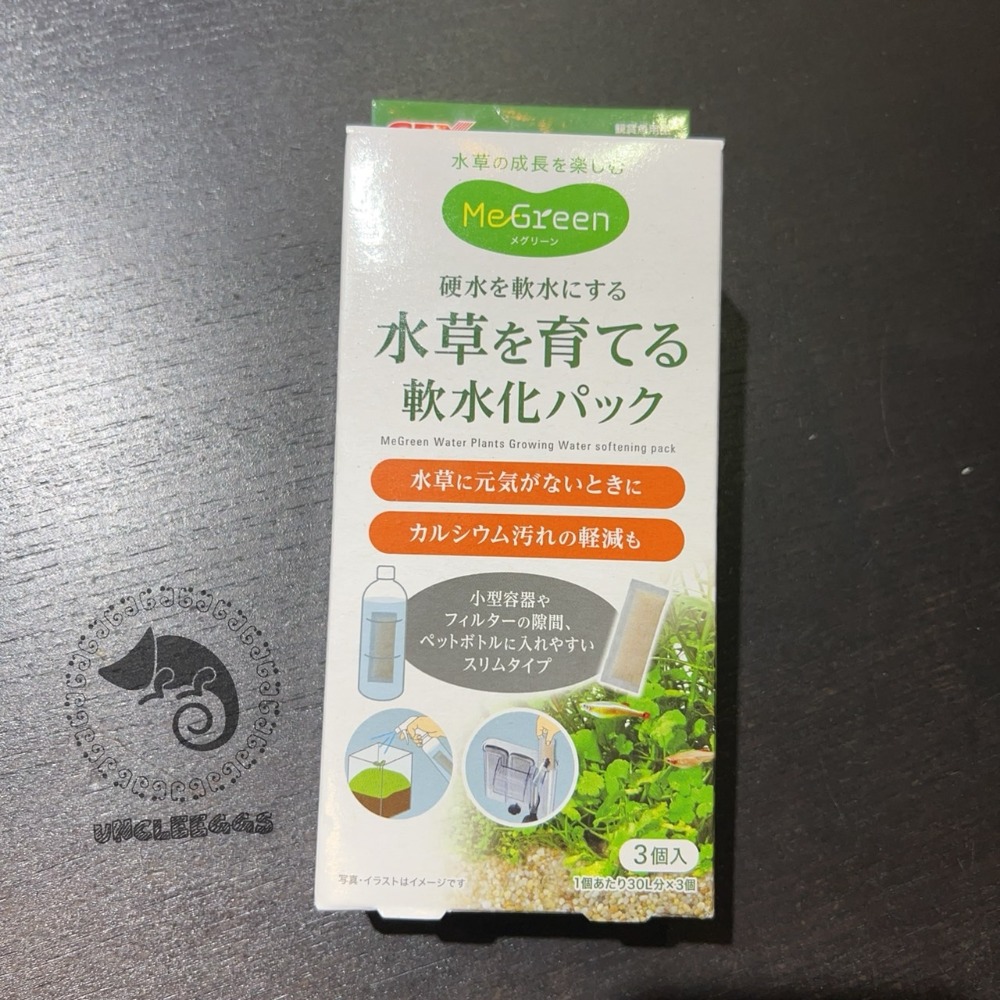 GEX
水草の成長を楽しむ
MeGreen
メグリーン
硬水を軟水にする
水草を育てる
軟水化パック
MeGreen Water Plants Growing Water softening pack
水草に元気がないときに
カルシウム汚れの軽減も
小型容器や
フィルターの隙間、
ペットボトルに入れやすい
スリムタイプ
3個入
写真・イラストはイメージです
1個あたり30L分×3個
UNCLEEGGS